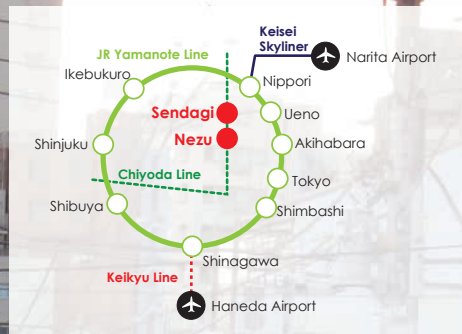 Keisei
Skyliner
JR Yamanote Line
Narita Airport
Ikebukuro
Nippori
Sendagi
Ueno
Nezu
Shinjuku
Akihabara
Chiyoda Line
Tokyo
Shibuya
Shimbashi
Shinagawa
Keikyu Line
Haneda Airport